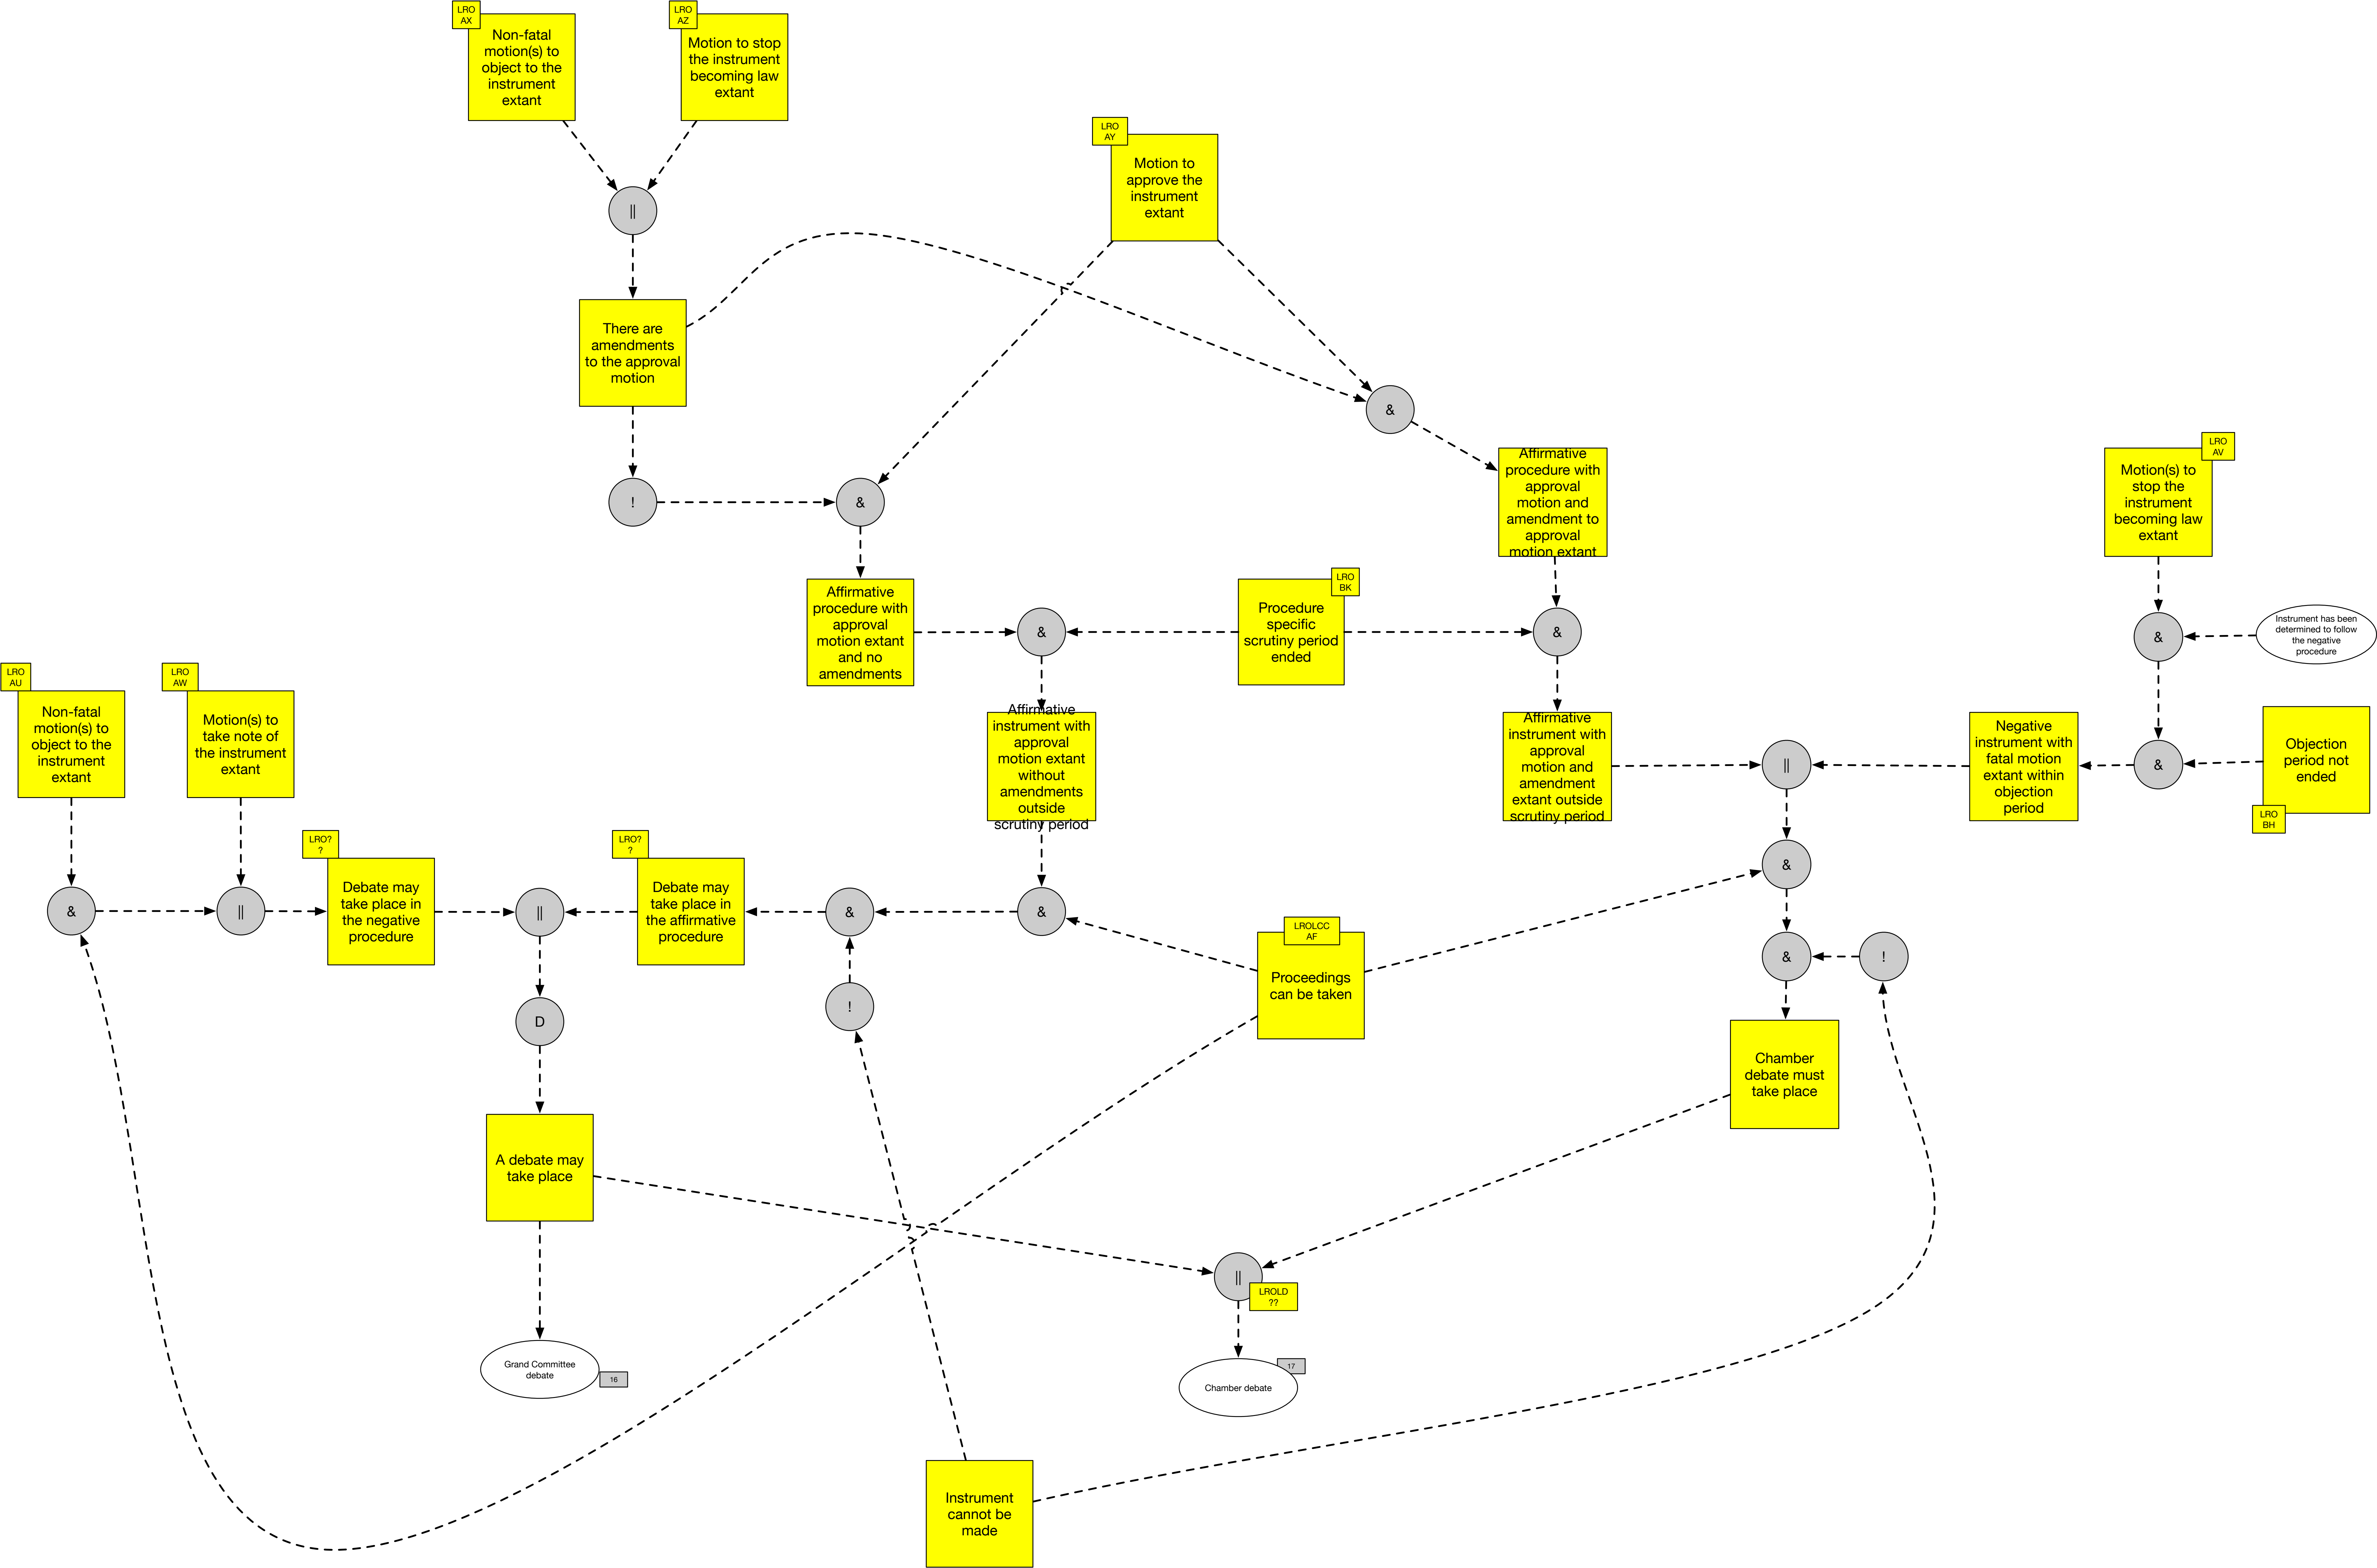 LRO
AX
Non-fatal
motion(s) to
object to the
instrument
extant
LRO
AZ
Motion to stop
the instrument
becoming law
extant
||
LRO
AY
Motion to
approve the
instrument
extant
There are
amendments
to the approval
motion
&
!
&
Affirmative
procedure with
approval
motion and
amendment to
approval
motion extant
LRO
AV
Motion(s) to
stop the
instrument
becoming law
extant
Affirmative
procedure with
approval
motion extant
and no
amendments
&
LRO
BK
Procedure
specific
scrutiny period
ended
&
&
Instrument has been
determined to follow
the negative
procedure
LRO
AU
Non-fatal
motion(s) to
object to the
instrument
extant
LRO
AW
Motion(s) to
take note of
the instrument
extant
Affirmative
instrument with
approval
motion extant
without
amendments
outside
scrutiny period
Affirmative
instrument with
approval
motion and
amendment
extant outside
scrutiny period
||
Negative
instrument with
fatal motion
extant within
objection
period
&
Objection
period not
ended
LRO
BH
&
||
LRO?
?
Debate may
take place in
the negative
procedure
||
LRO?
?
Debate may
take place in
the affirmative
procedure
&
&
&
LROLCC
AF
Proceedings
can be taken
&
!
D
!
Chamber
debate must
take place
A debate may
take place
||
LROLD
??
Grand Committee
debate
16
17
Chamber debate
Instrument
cannot be
made